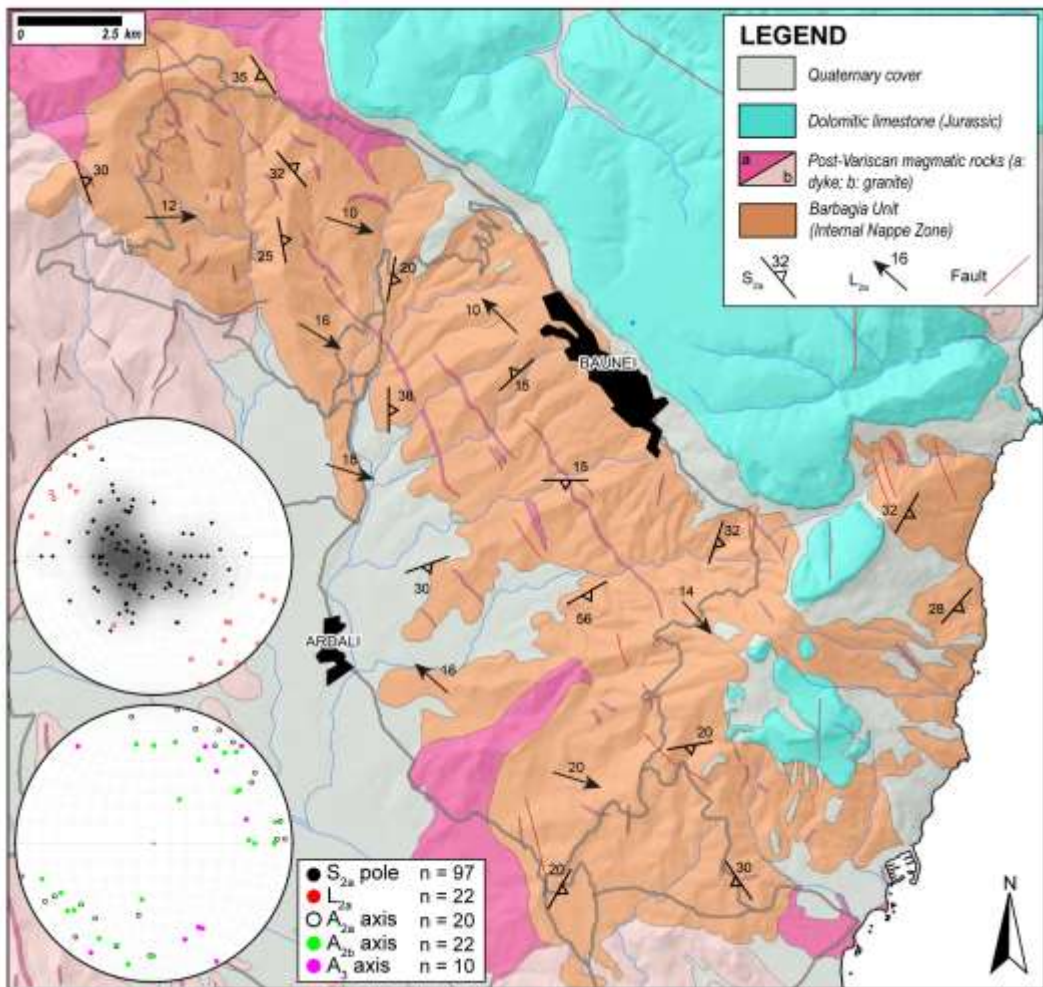 0 2.5 km
LEGEND
Quaternary cover
Dolomitic limestone (Jurassic)
a
b
Post-Variscan magmatic rocks (a:
dyke; b: granite)
Barbagia Unit
(Internal Nappe Zone)
S2a 32
L2a 16
Fault
35
30
32
12
10
25
20
10
16
BAUNEI
15
38
18
15
32
32
30
56
14
28
ARDALI
16
20
20
20
30
N
S2a pole n = 97
L2a n = 22
A2a axis n = 20
A2b axis n = 22
A3 axis n = 10